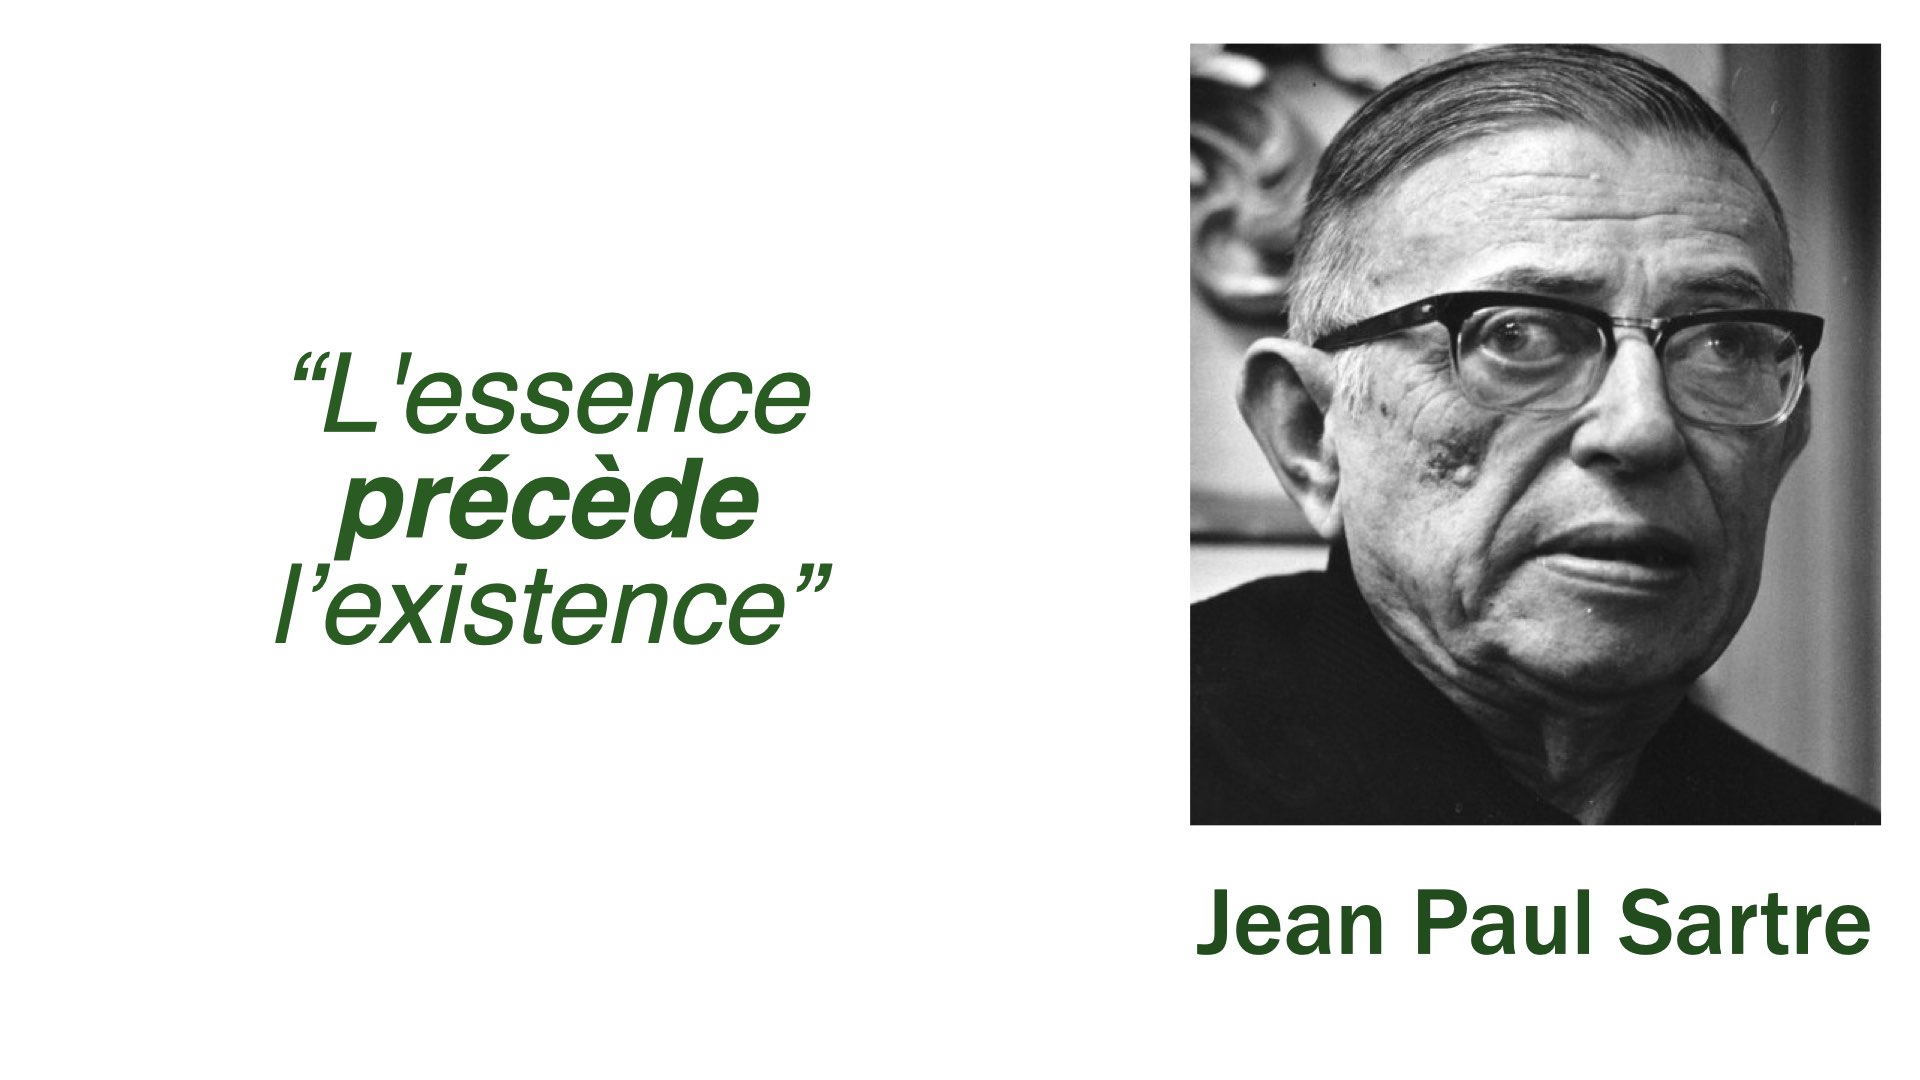 “L'essence
précède
l’existence”
Jean Paul Sartre